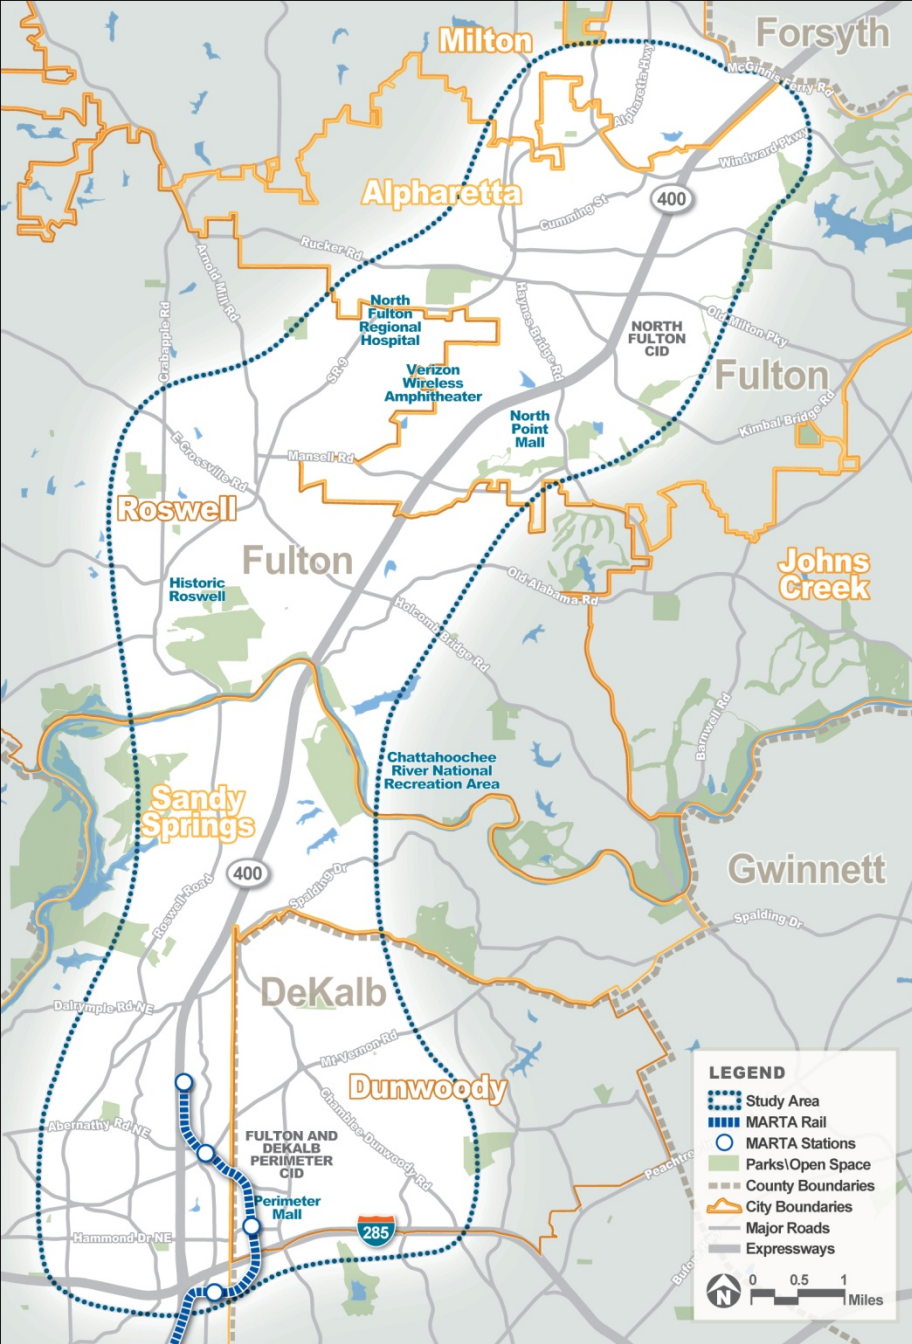 Milton
Forsyth
McGinnis Ferry Rd
Alpharetta Hwy
Windward Pkwy
Alpharetta
400
Cumming St
Rucker Rd
Arnold Mill Rd
Crabapple Rd
North
Fulton
Regional
Hospital
Haynes Bridge Rd
Old Milton Pky
NORTH
FULTON
CID
SR 9
Verizon
Wireless
Amphitheater
Fulton
North
Point
Mall
Kimbal Bridge Rd
E Crossville Rd
Mansell Rd
Roswell
Fulton
Johns
Creek
Historic
Roswell
Old Alabama Rd
Holcomb Bridge Rd
Barnwell Rd
Chattahoochee
River National
Recreation Area
Sandy
Springs
Gwinnett
400
Spalding Dr
Roswell Road
Spalding Dr
DeKalb
Dalrymple Rd NE
Mt Vernon Rd
Dunwoody
Chamblee Dunwoody Rd
Abernathy Rd NE
FULTON AND
DEKALB
PERIMETER
CID
Perimeter
Mall
Hammond Dr NE
285
LEGEND
Study Area
MARTA Rail
MARTA Stations
Parks\Open Space
County Boundaries
City Boundaries
Major Roads
Expressways
N
0 0.5 1
Miles